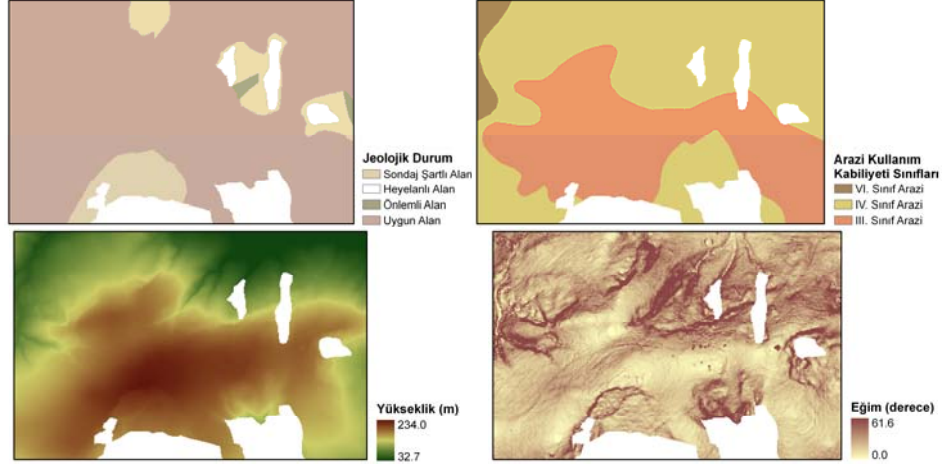 Jeolojik Durum
Sondaj Şartlı Alan
Heyelanlı Alan
Önlemli Alan
Uygun Alan
Arazi Kullanım
Kabiliyeti Sınıfları
VI. Sınıf Arazi
IV. Sınıf Arazi
III. Sınıf Arazi
Yükseklik (m)
234.0
32.7
Eğim (derece)
61.6
0.0